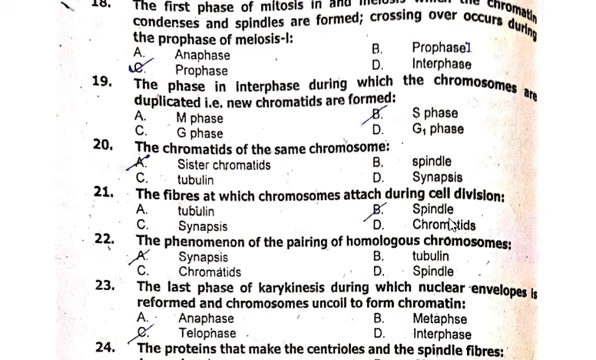 18. The first phase of mitosis in and meiosis which the chromatin
condenses and spindles are formed; crossing over occurs during
the prophase of meiosis-I:
A. Anaphase B. Prophase1
C. Prophase D. Interphase
19. The phase in interphase during which the chromosomes are
duplicated i.e. new chromatids are formed:
A. M phase B. S phase
C. G phase D. G₁ phase
20. The chromatids of the same chromosome:
A. Sister chromatids B. spindle
C. tubulin D. Synapsis
21. The fibres at which chromosomes attach during cell division:
A. tubulin B. Spindle
C. Synapsis D. Chromatids
22. The phenomenon of the pairing of homologous chromosomes:
A. Synapsis B. tubulin
C. Chromatids D. Spindle
23. The last phase of karykinesis during which nuclear envelopes is
reformed and chromosomes uncoil to form chromatin:
A. Anaphase B. Metaphse
C. Telophase D. Interphase
24. The proteins that make the centrioles and the spindle fibres: